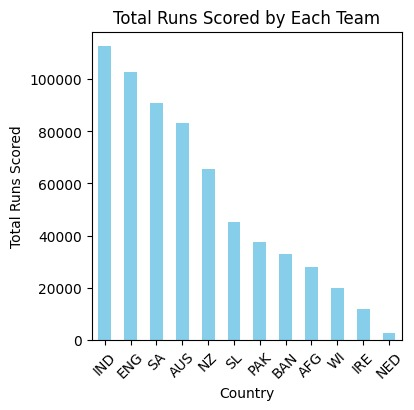 Total Runs Scored by Each Team
Total Runs Scored
100000
80000
60000
40000
20000
0
IND ENG SA AUS NZ SL PAK BAN AFG WI IRE NED
Country